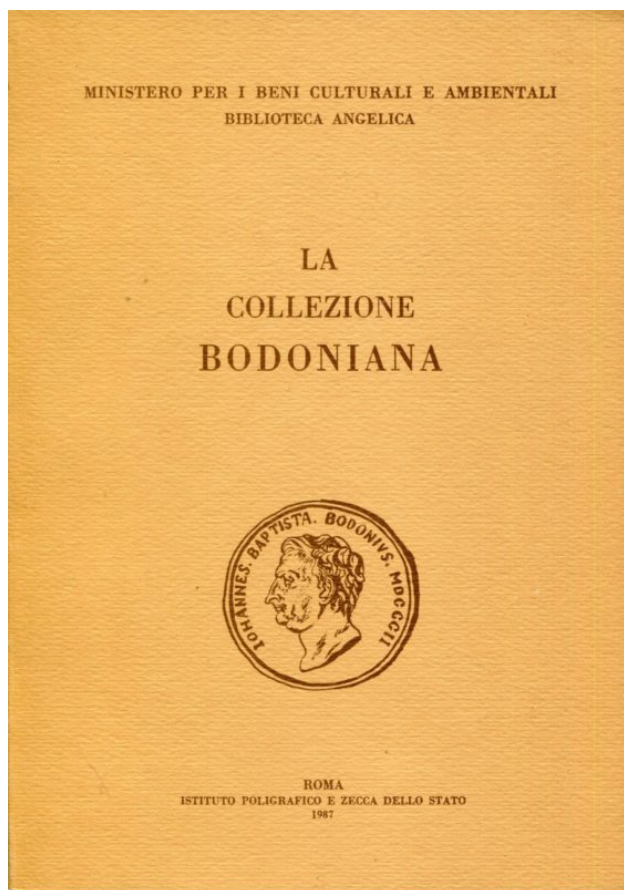 MINISTERO PER I BENI CULTURALI E AMBIENTALI
BIBLIOTECA ANGELICA
LA
COLLEZIONE
BODONIANA
IOHANNES. BAPTISTA. BODONIVS. MDCCCII
ROMA
ISTITUTO POLIGRAFICO E ZECCA DELLO STATO
1987